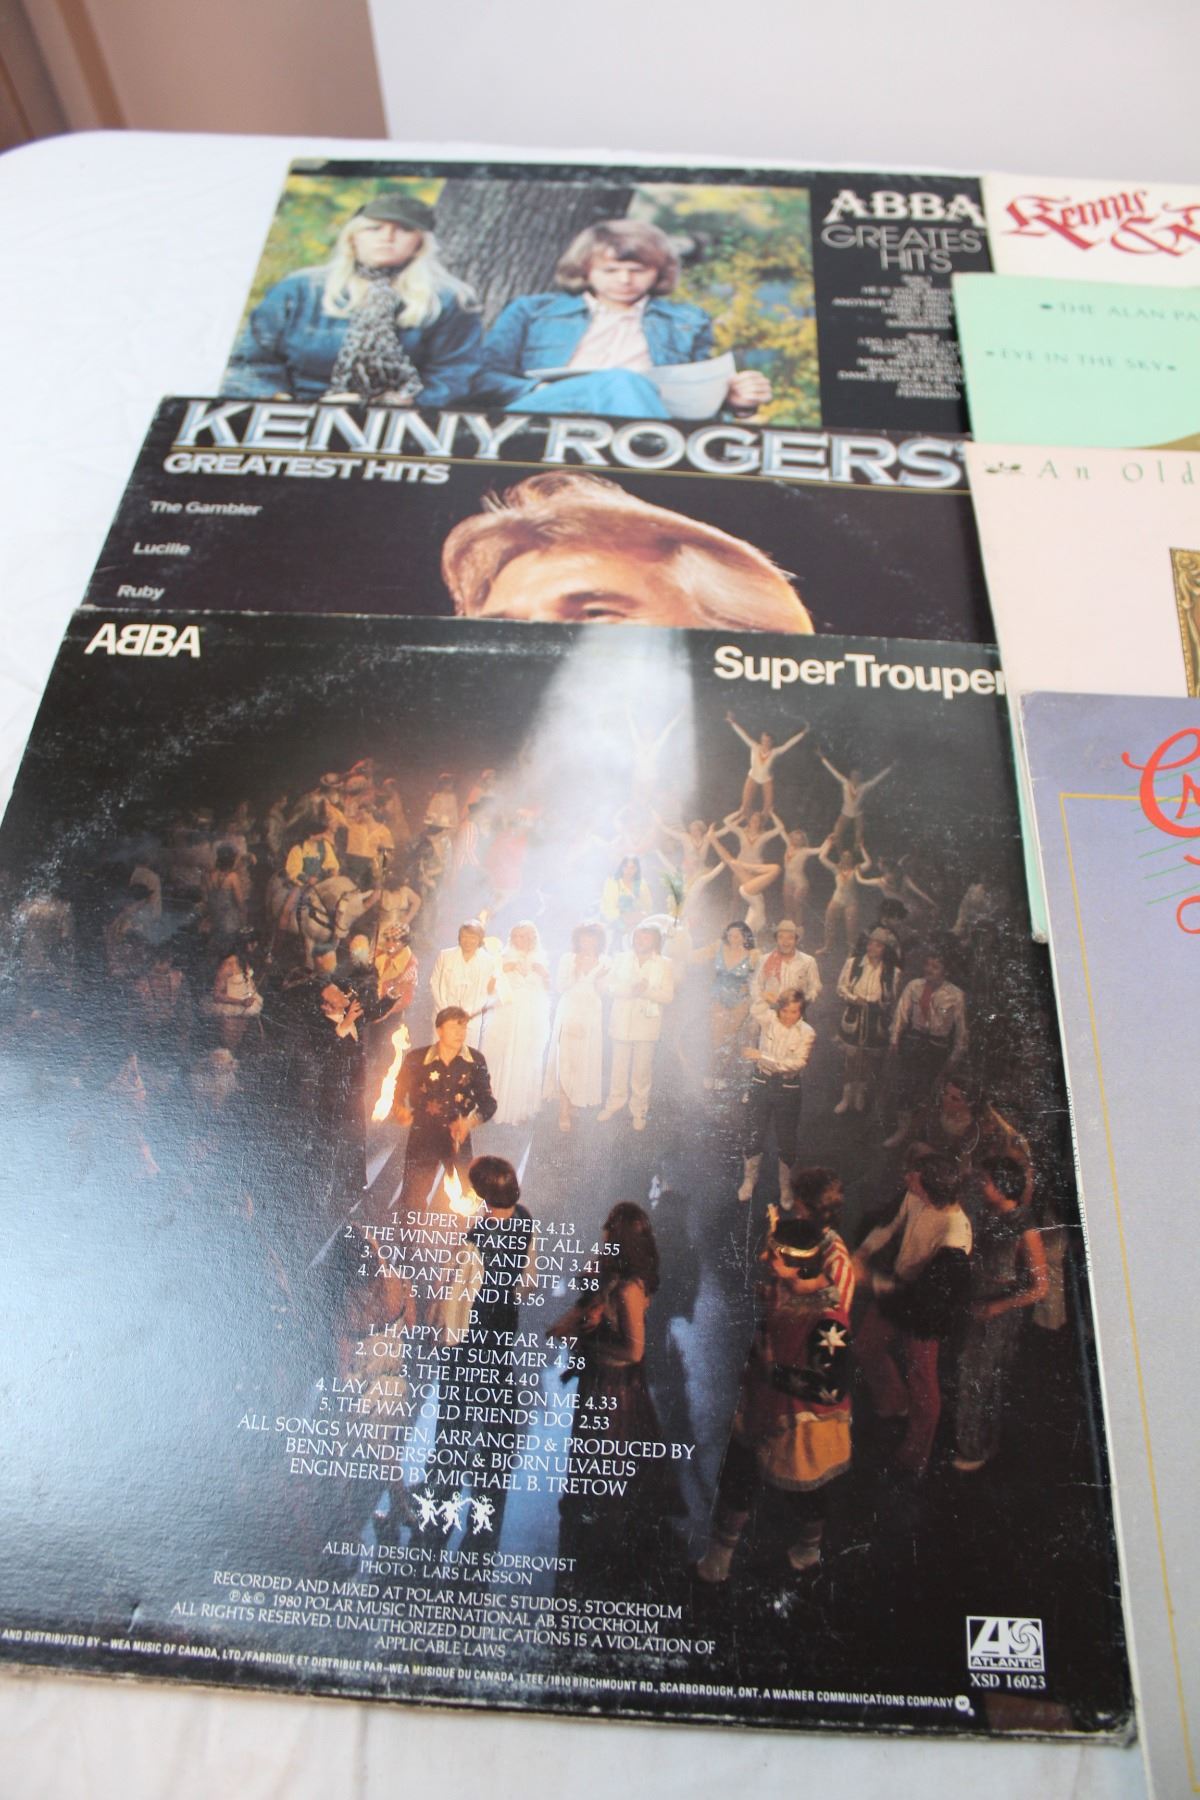 ABBA
GREATES
HITS
FERNANDO
Kenny
&
THE ALAN PA
EYE IN THE SKY
KENNY ROGERS'
GREATEST HITS
The Gambler
Lucille
Ruby
An Old
ABBA
Super Trouper
A.
1. SUPER TROUPER 4.13
2. THE WINNER TAKES IT ALL 4.55
3. ON AND ON AND ON 3.41
4. ANDANTE, ANDANTE 4.38
5. ME AND I 3.56
B.
1. HAPPY NEW YEAR 4.37
2. OUR LAST SUMMER 4.58
3. THE PIPER 4.40
4. LAY ALL YOUR LOVE ON ME 4.33
5. THE WAY OLD FRIENDS DO 2.53
ALL SONGS WRITTEN, ARRANGED & PRODUCED BY
BENNY ANDERSSON & BJÖRN ULVAEUS
ENGINEERED BY MICHAEL B. TRETOW
ALBUM DESIGN: RUNE SÖDERQVIST
PHOTO: LARS LARSSON
RECORDED AND MIXED AT POLAR MUSIC STUDIOS, STOCKHOLM
℗ & © 1980 POLAR MUSIC INTERNATIONAL AB, STOCKHOLM
ALL RIGHTS RESERVED. UNAUTHORIZED DUPLICATIONS IS A VIOLATION OF
APPLICABLE LAWS
AND DISTRIBUTED BY – WEA MUSIC OF CANADA, LTD./FABRIQUE ET DISTRIBUE PAR – WEA MUSIQUE DU CANADA, LTEE./1810 BIRCHMOUNT RD., SCARBOROUGH, ONT. A WARNER COMMUNICATIONS COMPANY
ATLANTIC
XSD 16023